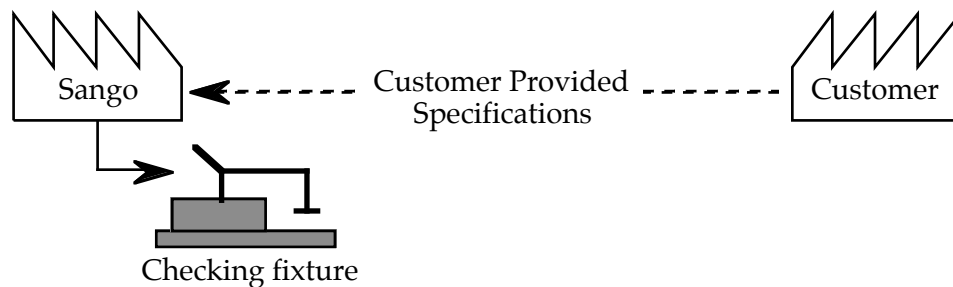 Sango
Customer Provided
Specifications
Customer
Checking fixture